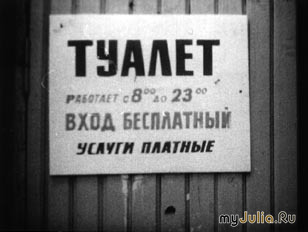 ТУАЛЕТ
РАБОТАЕТ С 8⁰⁰ ДО 23⁰⁰
ВХОД БЕСПЛАТНЫЙ
УСЛУГИ ПЛАТНЫЕ
myJulia.Ru